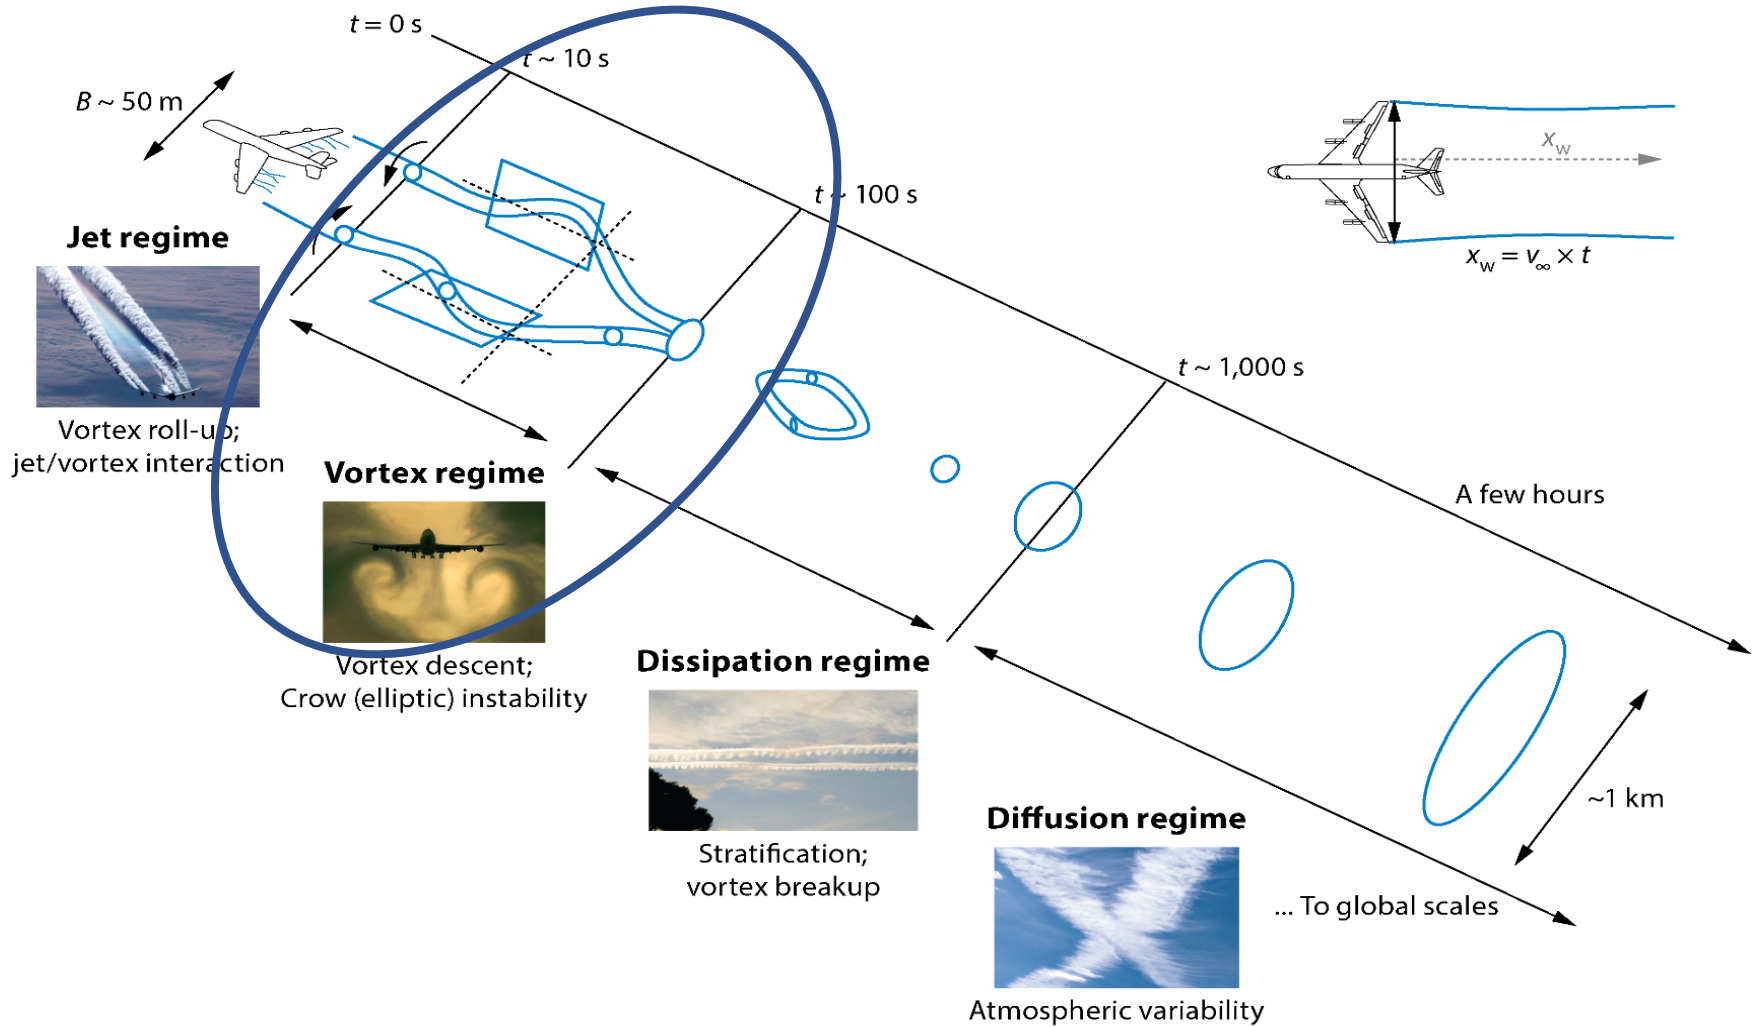 t = 0 s
t ~ 10 s
B ~ 50 m
t ~ 100 s
x_w
x_w = v_∞ × t
Jet regime
Vortex roll-up;
jet/vortex interaction
t ~ 1,000 s
Vortex regime
Vortex descent;
Crow (elliptic) instability
A few hours
Dissipation regime
Stratification;
vortex breakup
~1 km
Diffusion regime
... To global scales
Atmospheric variability